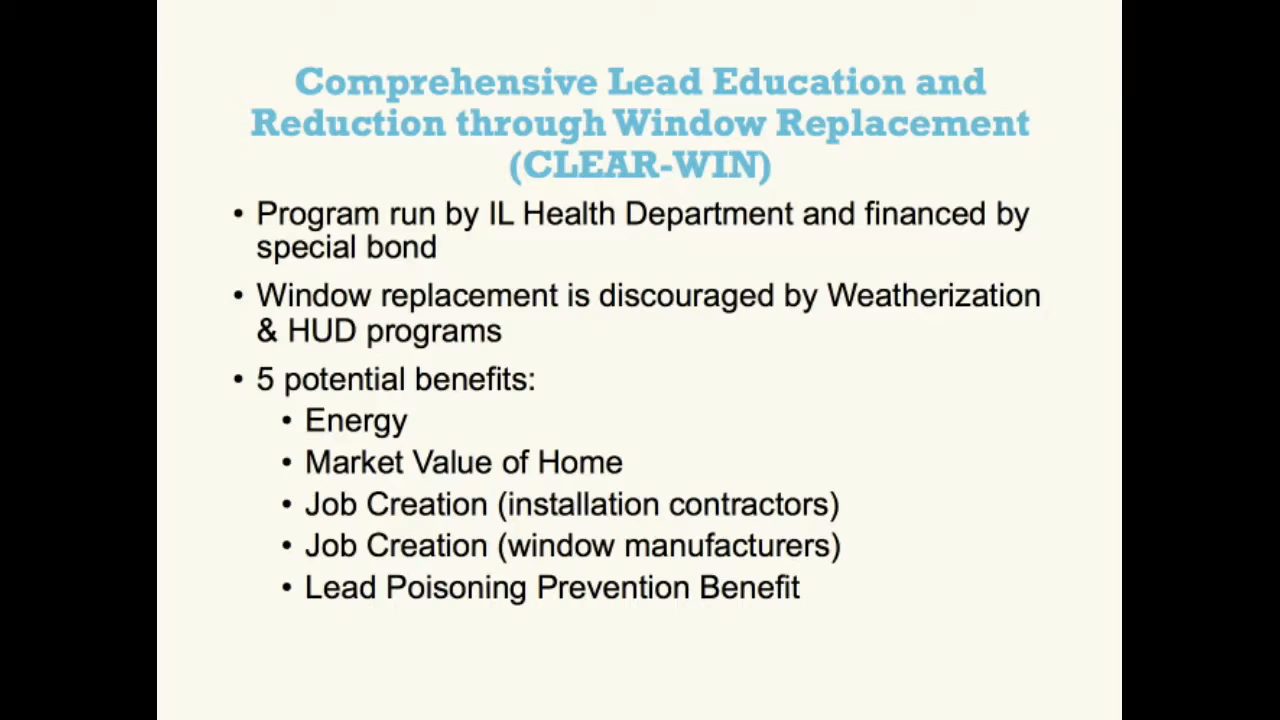 Comprehensive Lead Education and
Reduction through Window Replacement
(CLEAR-WIN)
• Program run by IL Health Department and financed by
special bond
• Window replacement is discouraged by Weatherization
& HUD programs
• 5 potential benefits:
• Energy
• Market Value of Home
• Job Creation (installation contractors)
• Job Creation (window manufacturers)
• Lead Poisoning Prevention Benefit